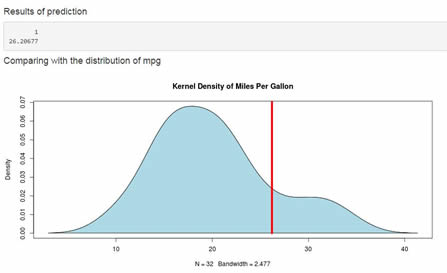 Results of prediction
1
26.20677
Comparing with the distribution of mpg
Kernel Density of Miles Per Gallon
Density
0.07
0.06
0.05
0.04
0.03
0.02
0.01
0.00
10 20 30 40
N = 32 Bandwidth = 2.477